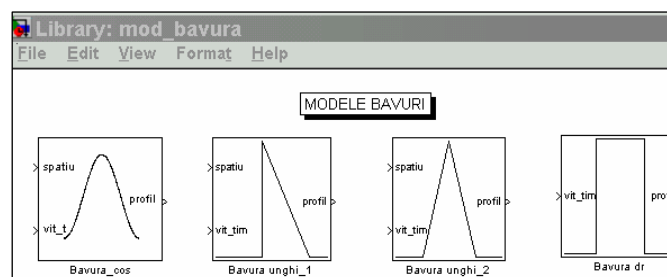 Library: mod_bavura
File Edit View Format Help
MODELE BAVURI
spatiu spatiu spatiu
profil profil profil
vit_t vit_tim vit_tim vit_tim
Bavura_cos Bavura unghi_1 Bavura unghi_2 Bavura dr